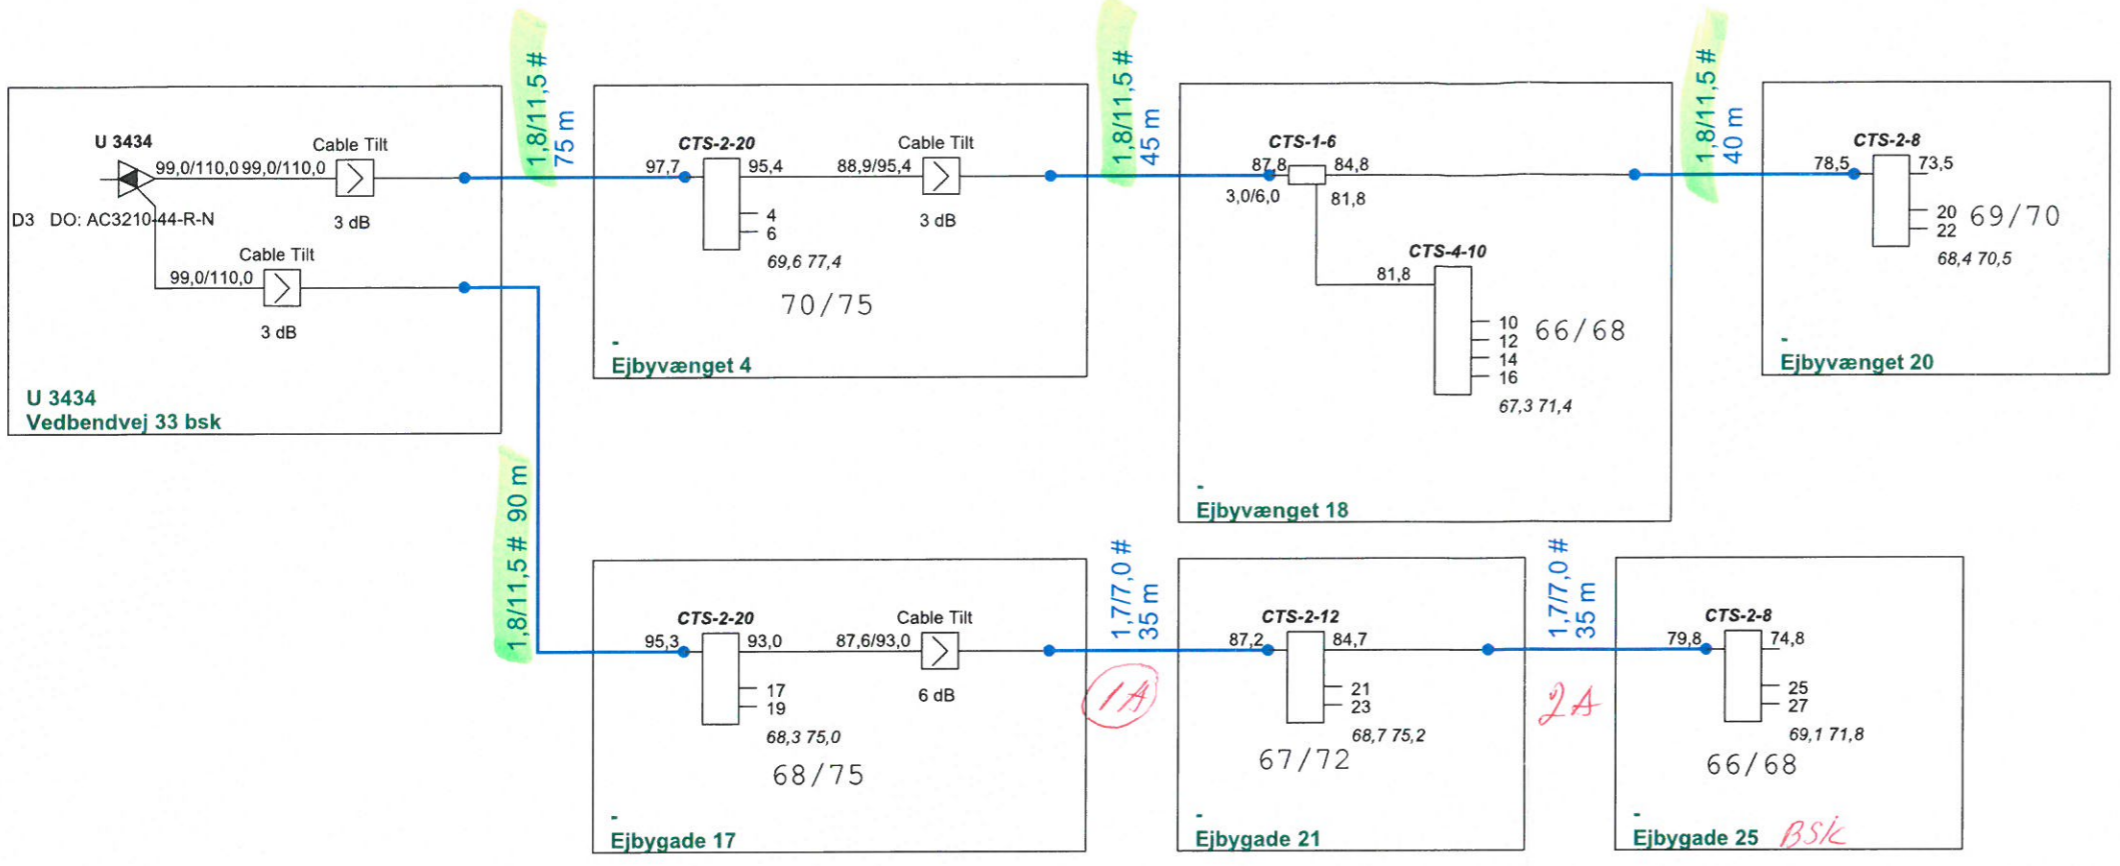 U 3434
99,0/110,0 99,0/110,0
Cable Tilt
3 dB
D3 DO: AC3210-44-R-N
99,0/110,0
Cable Tilt
3 dB
U 3434
Vedbendvej 33 bsk
1,8/11,5 #
75 m
97,7
CTS-2-20
95,4
88,9/95,4
Cable Tilt
3 dB
4
6
69,6 77,4
70/75
-
Ejbyvænget 4
1,8/11,5 #
45 m
CTS-1-6
87,8
84,8
3,0/6,0
81,8
CTS-4-10
81,8
10
12
14
16
66/68
67,3 71,4
-
Ejbyvænget 18
1,8/11,5 #
40 m
CTS-2-8
78,5
73,5
20
22
69/70
68,4 70,5
-
Ejbyvænget 20
1,8/11,5 # 90 m
CTS-2-20
95,3
93,0
87,6/93,0
Cable Tilt
6 dB
17
19
68,3 75,0
68/75
-
Ejbygade 17
1,7/7,0 #
35 m
1A
CTS-2-12
87,2
84,7
21
23
68,7 75,2
67/72
-
Ejbygade 21
1,7/7,0 #
35 m
2A
CTS-2-8
79,8
74,8
25
27
69,1 71,8
66/68
-
Ejbygade 25 BSK